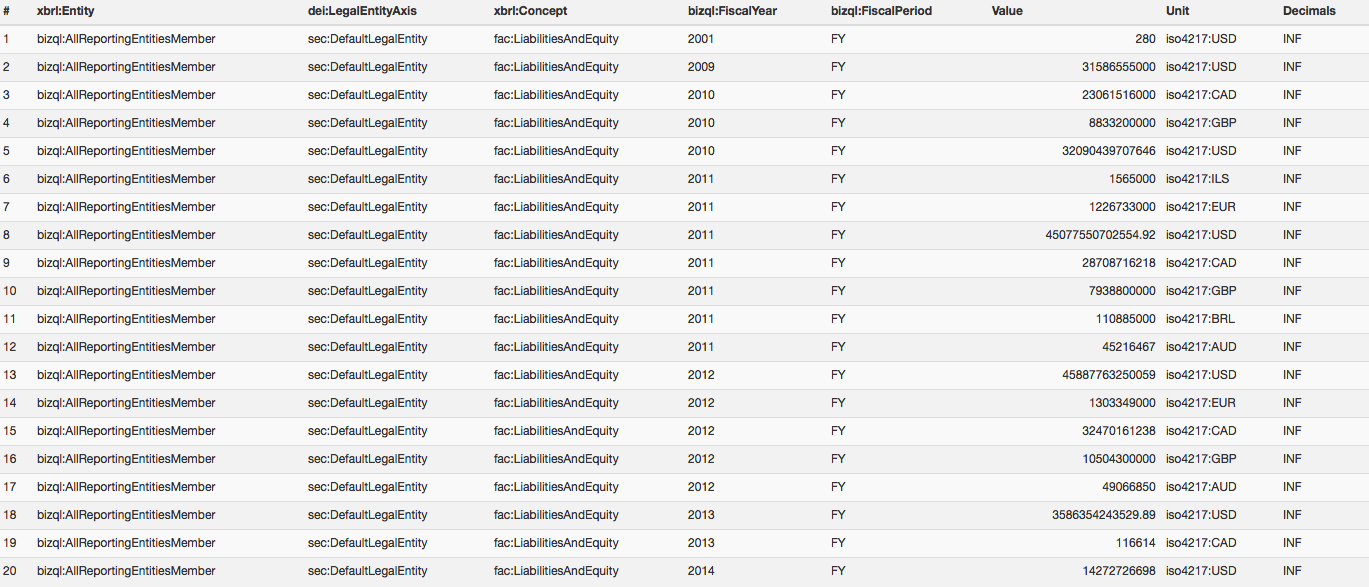 # xbrl:Entity dei:LegalEntityAxis xbrl:Concept bizql:FiscalYear bizql:FiscalPeriod Value Unit Decimals
1 bizql:AllReportingEntitiesMember sec:DefaultLegalEntity fac:LiabilitiesAndEquity 2001 FY 280 iso4217:USD INF
2 bizql:AllReportingEntitiesMember sec:DefaultLegalEntity fac:LiabilitiesAndEquity 2009 FY 31586555000 iso4217:USD INF
3 bizql:AllReportingEntitiesMember sec:DefaultLegalEntity fac:LiabilitiesAndEquity 2010 FY 23061516000 iso4217:CAD INF
4 bizql:AllReportingEntitiesMember sec:DefaultLegalEntity fac:LiabilitiesAndEquity 2010 FY 8833200000 iso4217:GBP INF
5 bizql:AllReportingEntitiesMember sec:DefaultLegalEntity fac:LiabilitiesAndEquity 2010 FY 32090439707646 iso4217:USD INF
6 bizql:AllReportingEntitiesMember sec:DefaultLegalEntity fac:LiabilitiesAndEquity 2011 FY 1565000 iso4217:ILS INF
7 bizql:AllReportingEntitiesMember sec:DefaultLegalEntity fac:LiabilitiesAndEquity 2011 FY 1226733000 iso4217:EUR INF
8 bizql:AllReportingEntitiesMember sec:DefaultLegalEntity fac:LiabilitiesAndEquity 2011 FY 45077550702554.92 iso4217:USD INF
9 bizql:AllReportingEntitiesMember sec:DefaultLegalEntity fac:LiabilitiesAndEquity 2011 FY 28708716218 iso4217:CAD INF
10 bizql:AllReportingEntitiesMember sec:DefaultLegalEntity fac:LiabilitiesAndEquity 2011 FY 7938800000 iso4217:GBP INF
11 bizql:AllReportingEntitiesMember sec:DefaultLegalEntity fac:LiabilitiesAndEquity 2011 FY 110885000 iso4217:BRL INF
12 bizql:AllReportingEntitiesMember sec:DefaultLegalEntity fac:LiabilitiesAndEquity 2011 FY 45216467 iso4217:AUD INF
13 bizql:AllReportingEntitiesMember sec:DefaultLegalEntity fac:LiabilitiesAndEquity 2012 FY 45887763250059 iso4217:USD INF
14 bizql:AllReportingEntitiesMember sec:DefaultLegalEntity fac:LiabilitiesAndEquity 2012 FY 1303349000 iso4217:EUR INF
15 bizql:AllReportingEntitiesMember sec:DefaultLegalEntity fac:LiabilitiesAndEquity 2012 FY 32470161238 iso4217:CAD INF
16 bizql:AllReportingEntitiesMember sec:DefaultLegalEntity fac:LiabilitiesAndEquity 2012 FY 10504300000 iso4217:GBP INF
17 bizql:AllReportingEntitiesMember sec:DefaultLegalEntity fac:LiabilitiesAndEquity 2012 FY 49066850 iso4217:AUD INF
18 bizql:AllReportingEntitiesMember sec:DefaultLegalEntity fac:LiabilitiesAndEquity 2013 FY 3586354243529.89 iso4217:USD INF
19 bizql:AllReportingEntitiesMember sec:DefaultLegalEntity fac:LiabilitiesAndEquity 2013 FY 116614 iso4217:CAD INF
20 bizql:AllReportingEntitiesMember sec:DefaultLegalEntity fac:LiabilitiesAndEquity 2014 FY 14272726698 iso4217:USD INF